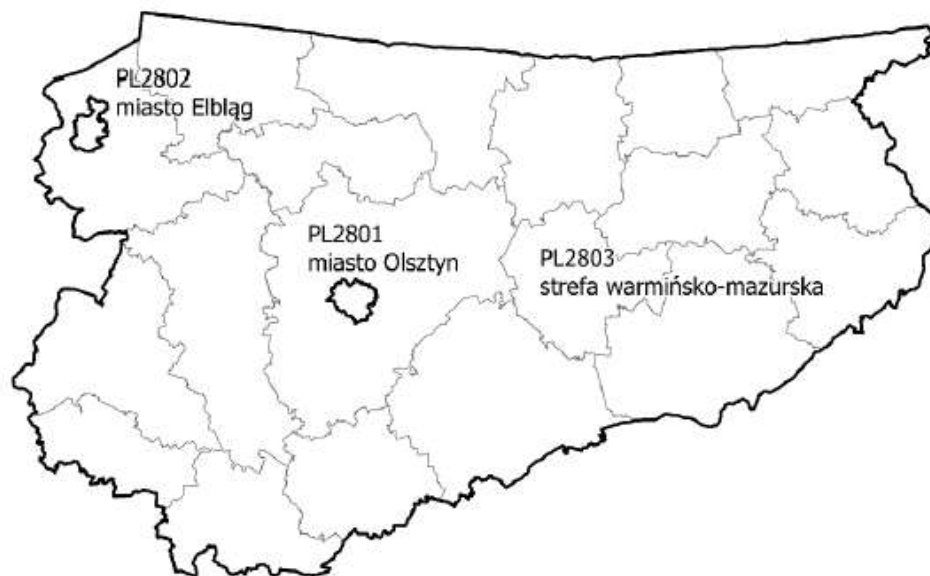 PL2802
miasto Elbląg
PL2801
miasto Olsztyn
PL2803
strefa warmińsko-mazurska